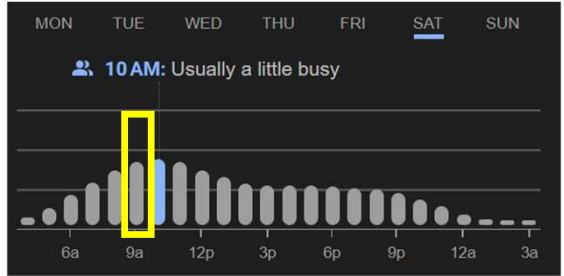 MON TUE WED THU FRI SAT SUN
10 AM: Usually a little busy
6a 9a 12p 3p 6p 9p 12a 3a